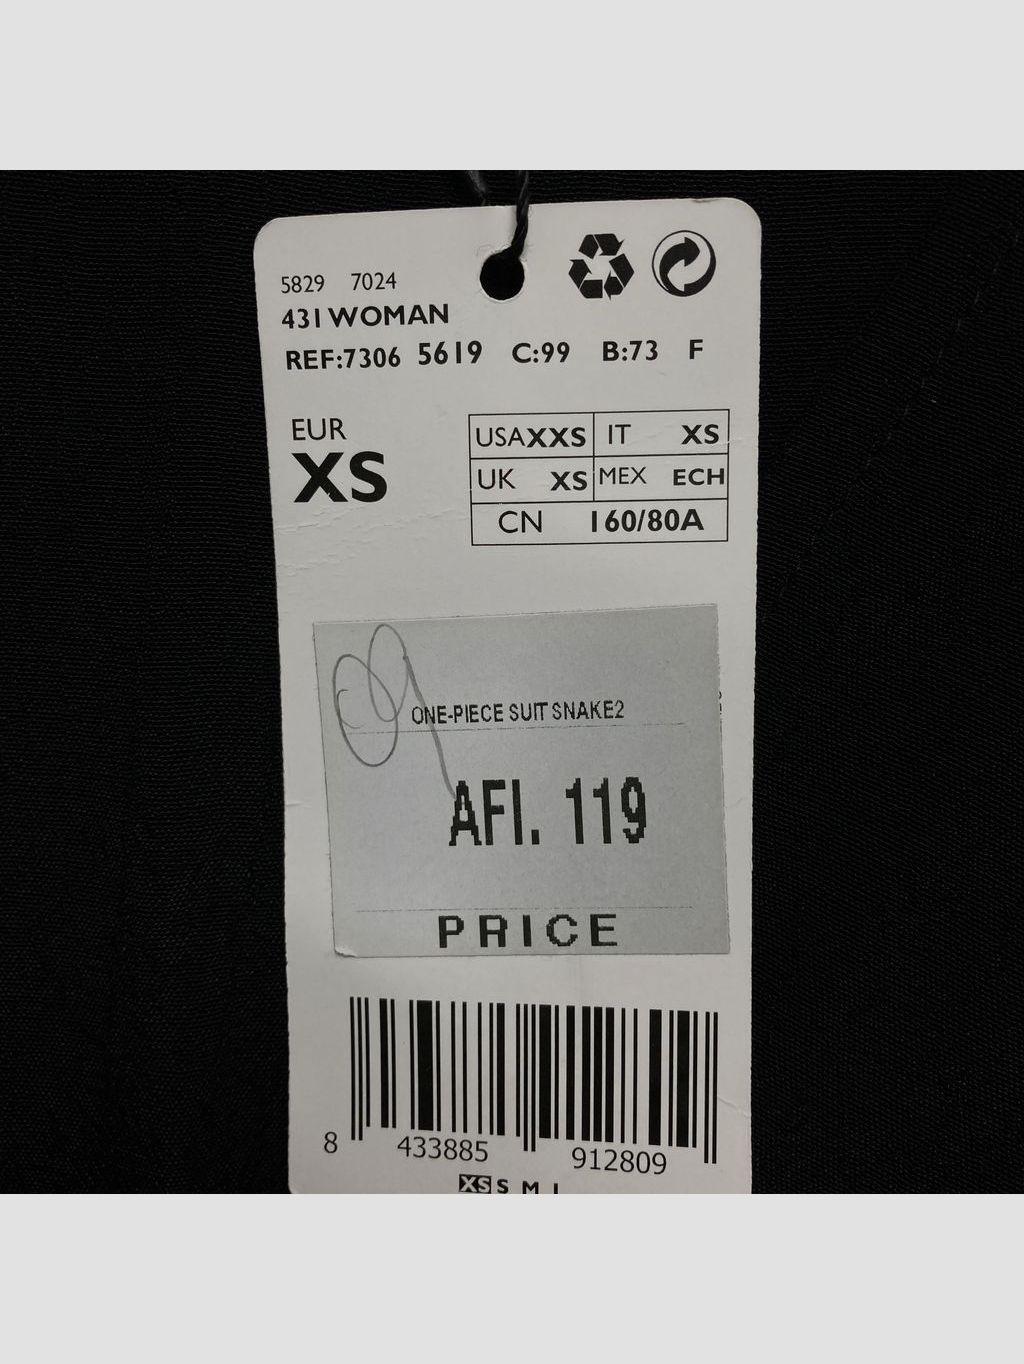 5829 7024
431 WOMAN
REF:7306 5619 C:99 B:73 F
EUR
XS
USA XXS IT XS
UK XS MEX ECH
CN 160/80A
ONE-PIECE SUIT SNAKE2
AFI. 119
PRICE
8 433885 912809
XS S M